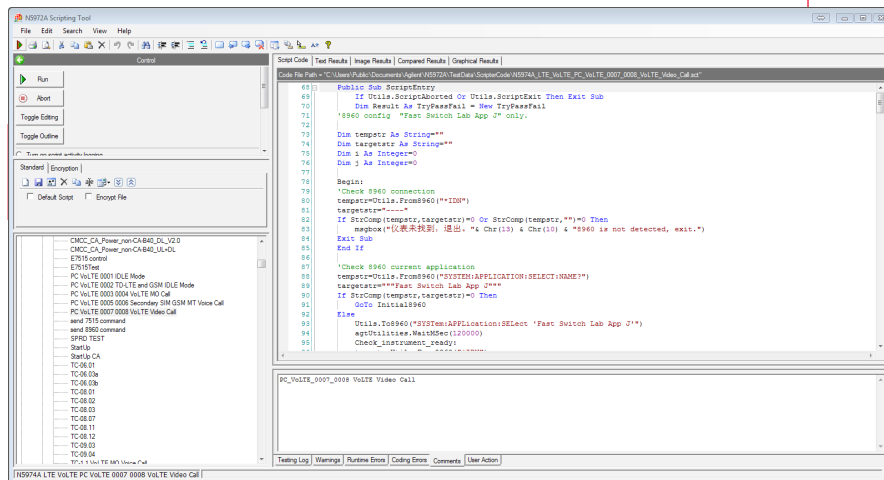 N5972A Scripting Tool
File Edit Search View Help
Control
Run
Abort
Toggle Editing
Toggle Outline
Turn on script activity logging
Standard Encryption
Default Script Encrypt File
CMCC_CA_Power_non-CA-B40_DL_V2.0
CMCC_CA_Power_non-CA-B40_UL+DL
E7515 control
E7515Test
PC VoLTE 0001 IDLE Mode
PC VoLTE 0002 TD-LTE and GSM IDLE Mode
PC VoLTE 0003 0004 VoLTE MO Call
PC VoLTE 0005 0006 Secondary SIM GSM MT Voice Call
PC VoLTE 0007 0008 VoLTE Video Call
send 7515 command
send 8960 command
SPRD TEST
StartUp
StartUp CA
TC-06.01
TC-06.03a
TC-06.03b
TC-08.01
TC-08.02
TC-08.03
TC-08.07
TC-08.11
TC-08.12
TC-09.03
TC-09.04
TC-1.1 VoLTE MO Voice Call
N5974A LTE VoLTE PC VoLTE 0007 0008 VoLTE Video Call
Script Code Text Results Image Results Compared Results Graphical Results
Code File Path = "C:\Users\Public\Documents\Agilent\N5972A\TestData\ScripterCode\N5974A_LTE_VoLTE_PC_VoLTE_0007_0008_VoLTE_Video_Call.sct"
68 Public Sub ScriptEntry
69 If Utils.ScriptAborted Or Utils.ScriptExit Then Exit Sub
70 Dim Result As TryPassFail = New TryPassFail
71 '8960 config "Fast Switch Lab App J" only.
72
73 Dim tempstr As String=""
74 Dim targetstr As String=""
75 Dim i As Integer=0
76 Dim j As Integer=0
77
78 Begin:
79 'Check 8960 connection
80 tempstr=Utils.From8960("*IDN")
81 targetstr="----"
82 If StrComp(tempstr,targetstr)=0 Or StrComp(tempstr,"")=0 Then
83 msgbox("仪表未找到，退出。"& Chr(13) & Chr(10) & "8960 is not detected, exit.")
84 Exit Sub
85 End If
86
87 'Check 8960 current application
88 tempstr=Utils.From8960("SYSTEM:APPLICATION:SELECT:NAME?")
89 targetstr="""Fast Switch Lab App J"""
90 If StrComp(tempstr,targetstr)=0 Then
91 GoTo Initial8960
92 Else
93 Utils.To8960("SYSTem:APPLication:SELect 'Fast Switch Lab App J'")
94 agtUtilities.WaitMSec(120000)
95 Check_instrument_ready:
PC_VoLTE_0007_0008 VoLTE Video Call
Testing Log Warnings Runtime Errors Coding Errors Comments User Action